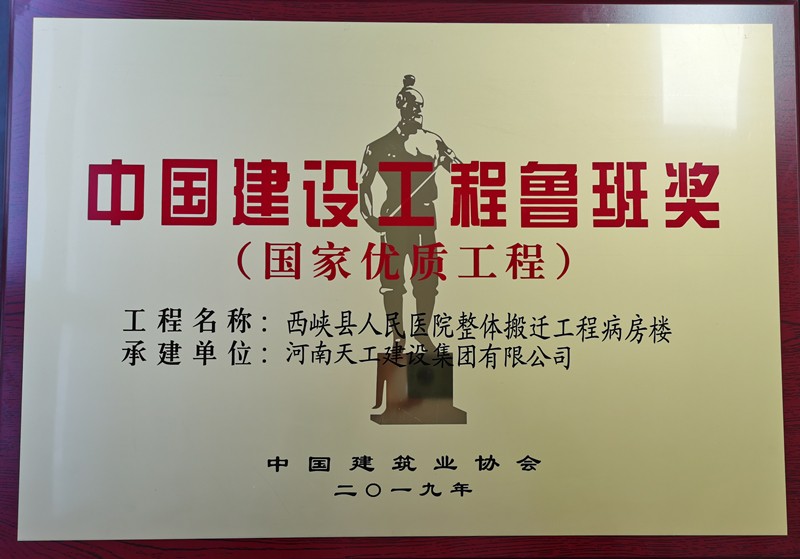 中国建设工程鲁班奖
（国家优质工程）
工程名称：西峡县人民医院整体搬迁工程病房楼
承建单位：河南天工建设集团有限公司
中国建筑业协会
二〇一九年